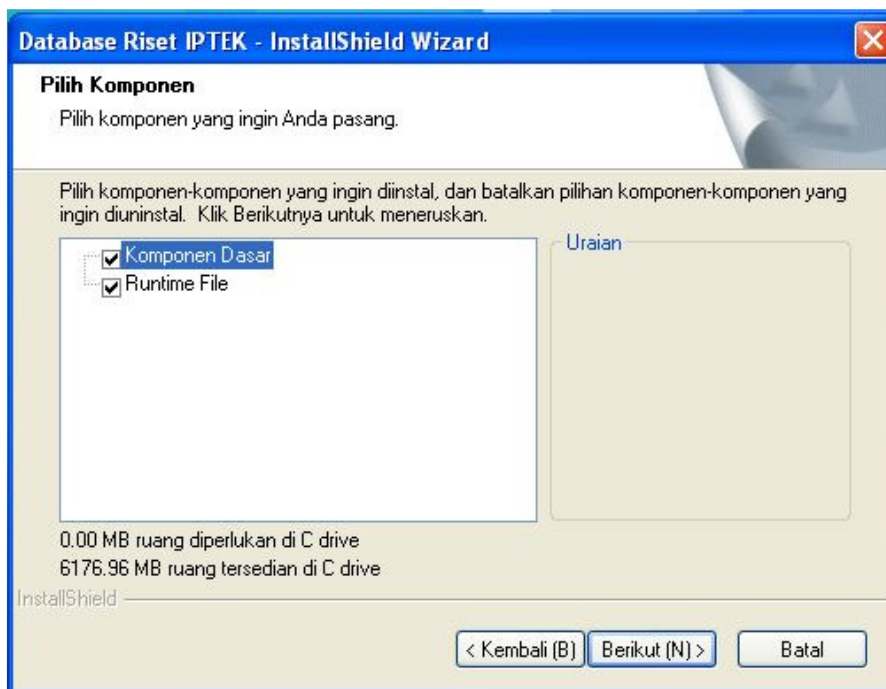 Database Riset IPTEK - InstallShield Wizard
Pilih Komponen
Pilih komponen yang ingin Anda pasang.
Pilih komponen-komponen yang ingin diinstal, dan batalkan pilihan komponen-komponen yang
ingin diuninstal. Klik Berikutnya untuk meneruskan.
Komponen Dasar
Runtime File
Uraian
0.00 MB ruang diperlukan di C drive
6176.96 MB ruang tersedian di C drive
InstallShield
< Kembali (B)
Berikut (N) >
Batal